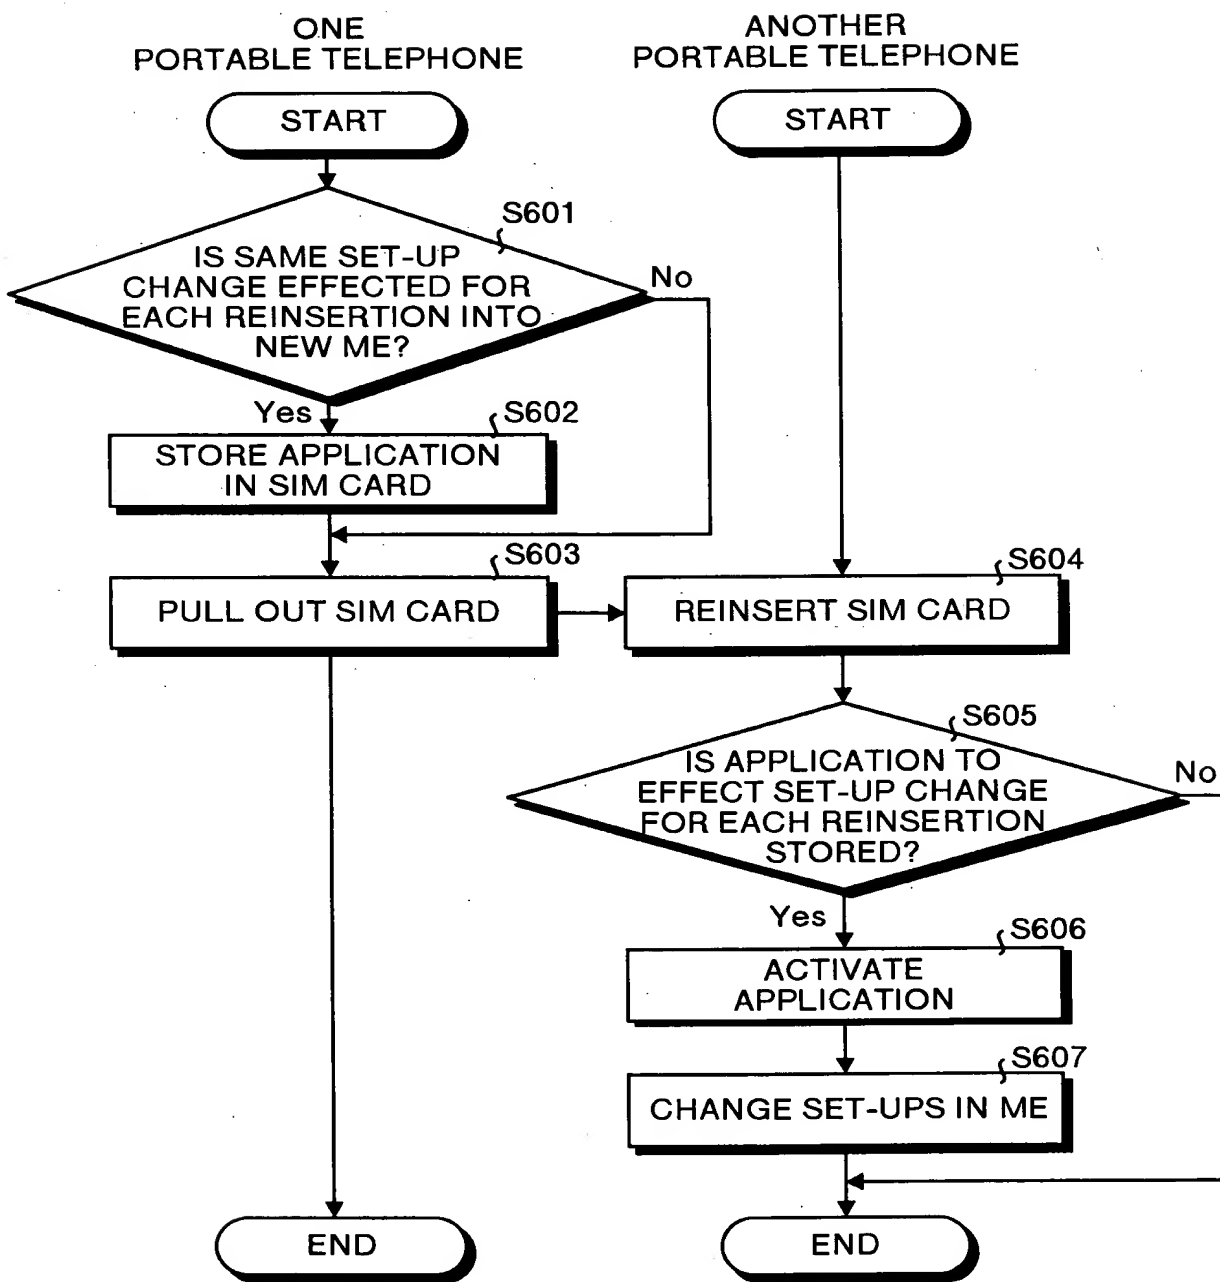 ONE
PORTABLE TELEPHONE
START
S601
IS SAME SET-UP
CHANGE EFFECTED FOR
EACH REINSERTION INTO
NEW ME?
No
Yes
S602
STORE APPLICATION
IN SIM CARD
S603
PULL OUT SIM CARD
END
ANOTHER
PORTABLE TELEPHONE
START
S604
REINSERT SIM CARD
S605
IS APPLICATION TO
EFFECT SET-UP CHANGE
FOR EACH REINSERTION
STORED?
No
Yes
S606
ACTIVATE
APPLICATION
S607
CHANGE SET-UPS IN ME
END